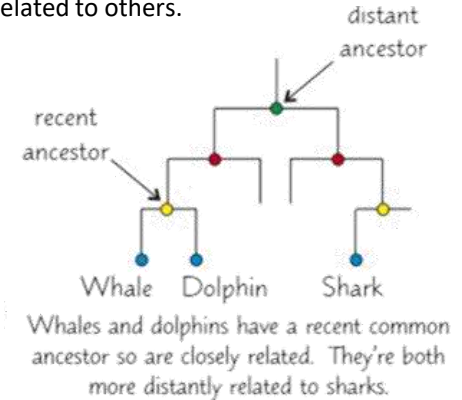 elated to others.
distant
ancestor
recent
ancestor
Whale Dolphin Shark
Whales and dolphins have a recent common
ancestor so are closely related. They're both
more distantly related to sharks.